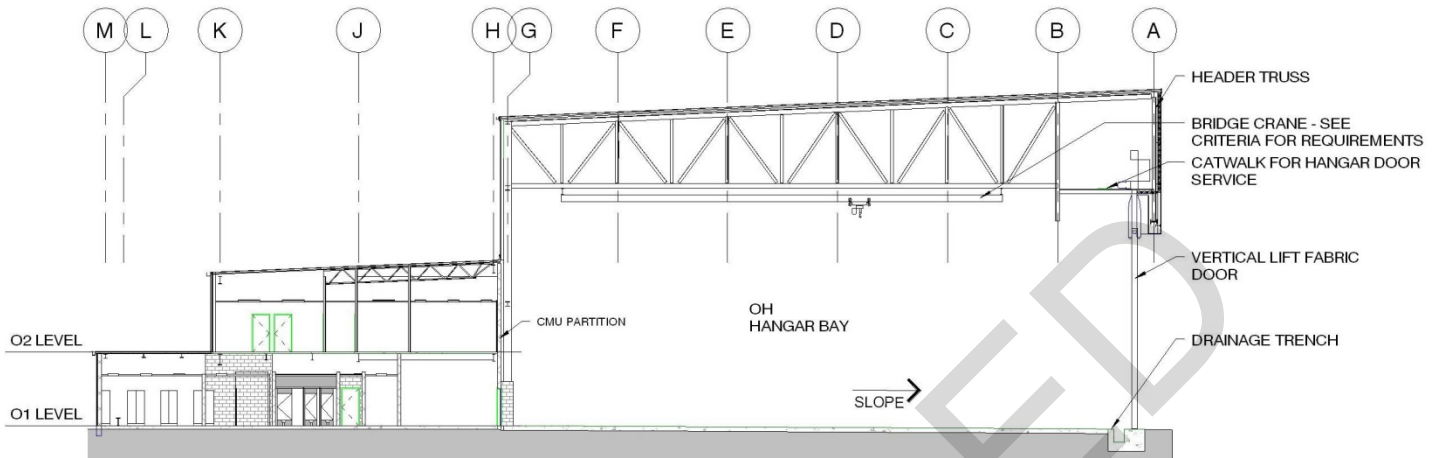 M L K J H G F E D C B A
HEADER TRUSS
BRIDGE CRANE - SEE
CRITERIA FOR REQUIREMENTS
CATWALK FOR HANGAR DOOR
SERVICE
VERTICAL LIFT FABRIC
DOOR
OH
HANGAR BAY
CMU PARTITION
O2 LEVEL
DRAINAGE TRENCH
SLOPE
O1 LEVEL
ED